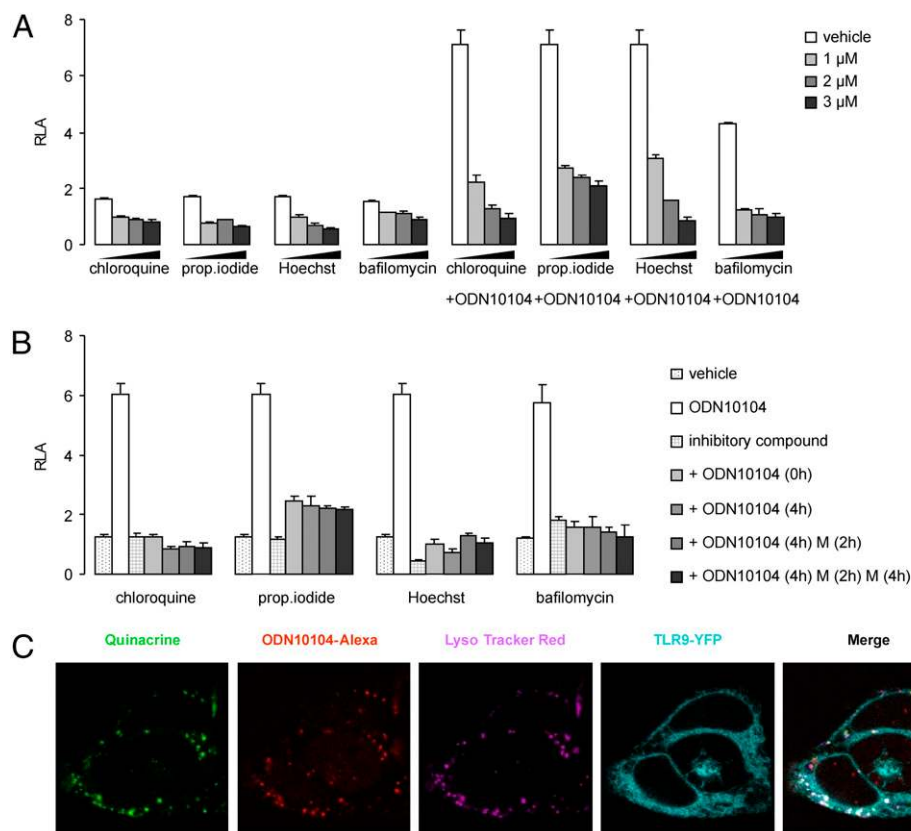 A
8
6
4
2
0
RLA
vehicle
1 µM
2 µM
3 µM
chloroquine prop.iodide Hoechst bafilomycin chloroquine prop.iodide Hoechst bafilomycin
+ODN10104 +ODN10104 +ODN10104 +ODN10104
B
8
6
4
2
0
RLA
vehicle
ODN10104
inhibitory compound
+ ODN10104 (0h)
+ ODN10104 (4h)
+ ODN10104 (4h) M (2h)
+ ODN10104 (4h) M (2h) M (4h)
chloroquine prop.iodide Hoechst bafilomycin
C
Quinacrine ODN10104-Alexa Lyso Tracker Red TLR9-YFP Merge